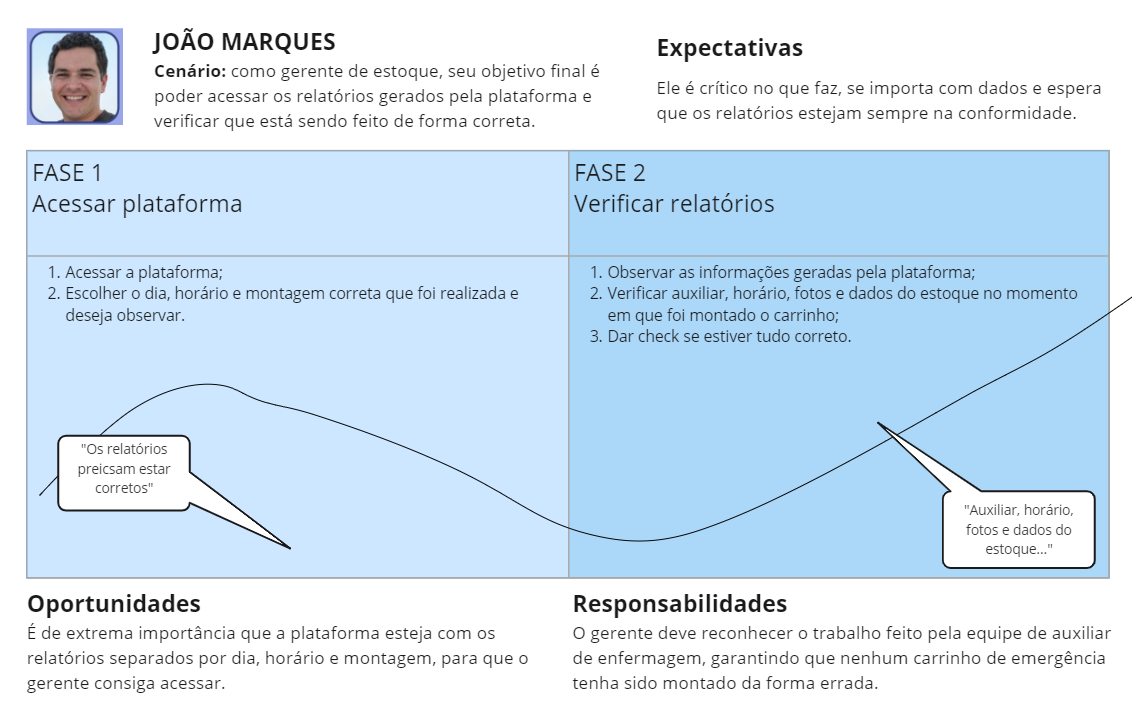 JOÃO MARQUES
Cenário: como gerente de estoque, seu objetivo final é
poder acessar os relatórios gerados pela plataforma e
verificar que está sendo feito de forma correta.
Expectativas
Ele é crítico no que faz, se importa com dados e espera
que os relatórios estejam sempre na conformidade.
FASE 1
Acessar plataforma
FASE 2
Verificar relatórios
1. Acessar a plataforma;
2. Escolher o dia, horário e montagem correta que foi realizada e
deseja observar.
1. Observar as informações geradas pela plataforma;
2. Verificar auxiliar, horário, fotos e dados do estoque no momento
em que foi montado o carrinho;
3. Dar check se estiver tudo correto.
"Os relatórios
preicsam estar
corretos"
"Auxiliar, horário,
fotos e dados do
estoque..."
Oportunidades
É de extrema importância que a plataforma esteja com os
relatórios separados por dia, horário e montagem, para que o
gerente consiga acessar.
Responsabilidades
O gerente deve reconhecer o trabalho feito pela equipe de auxiliar
de enfermagem, garantindo que nenhum carrinho de emergência
tenha sido montado da forma errada.